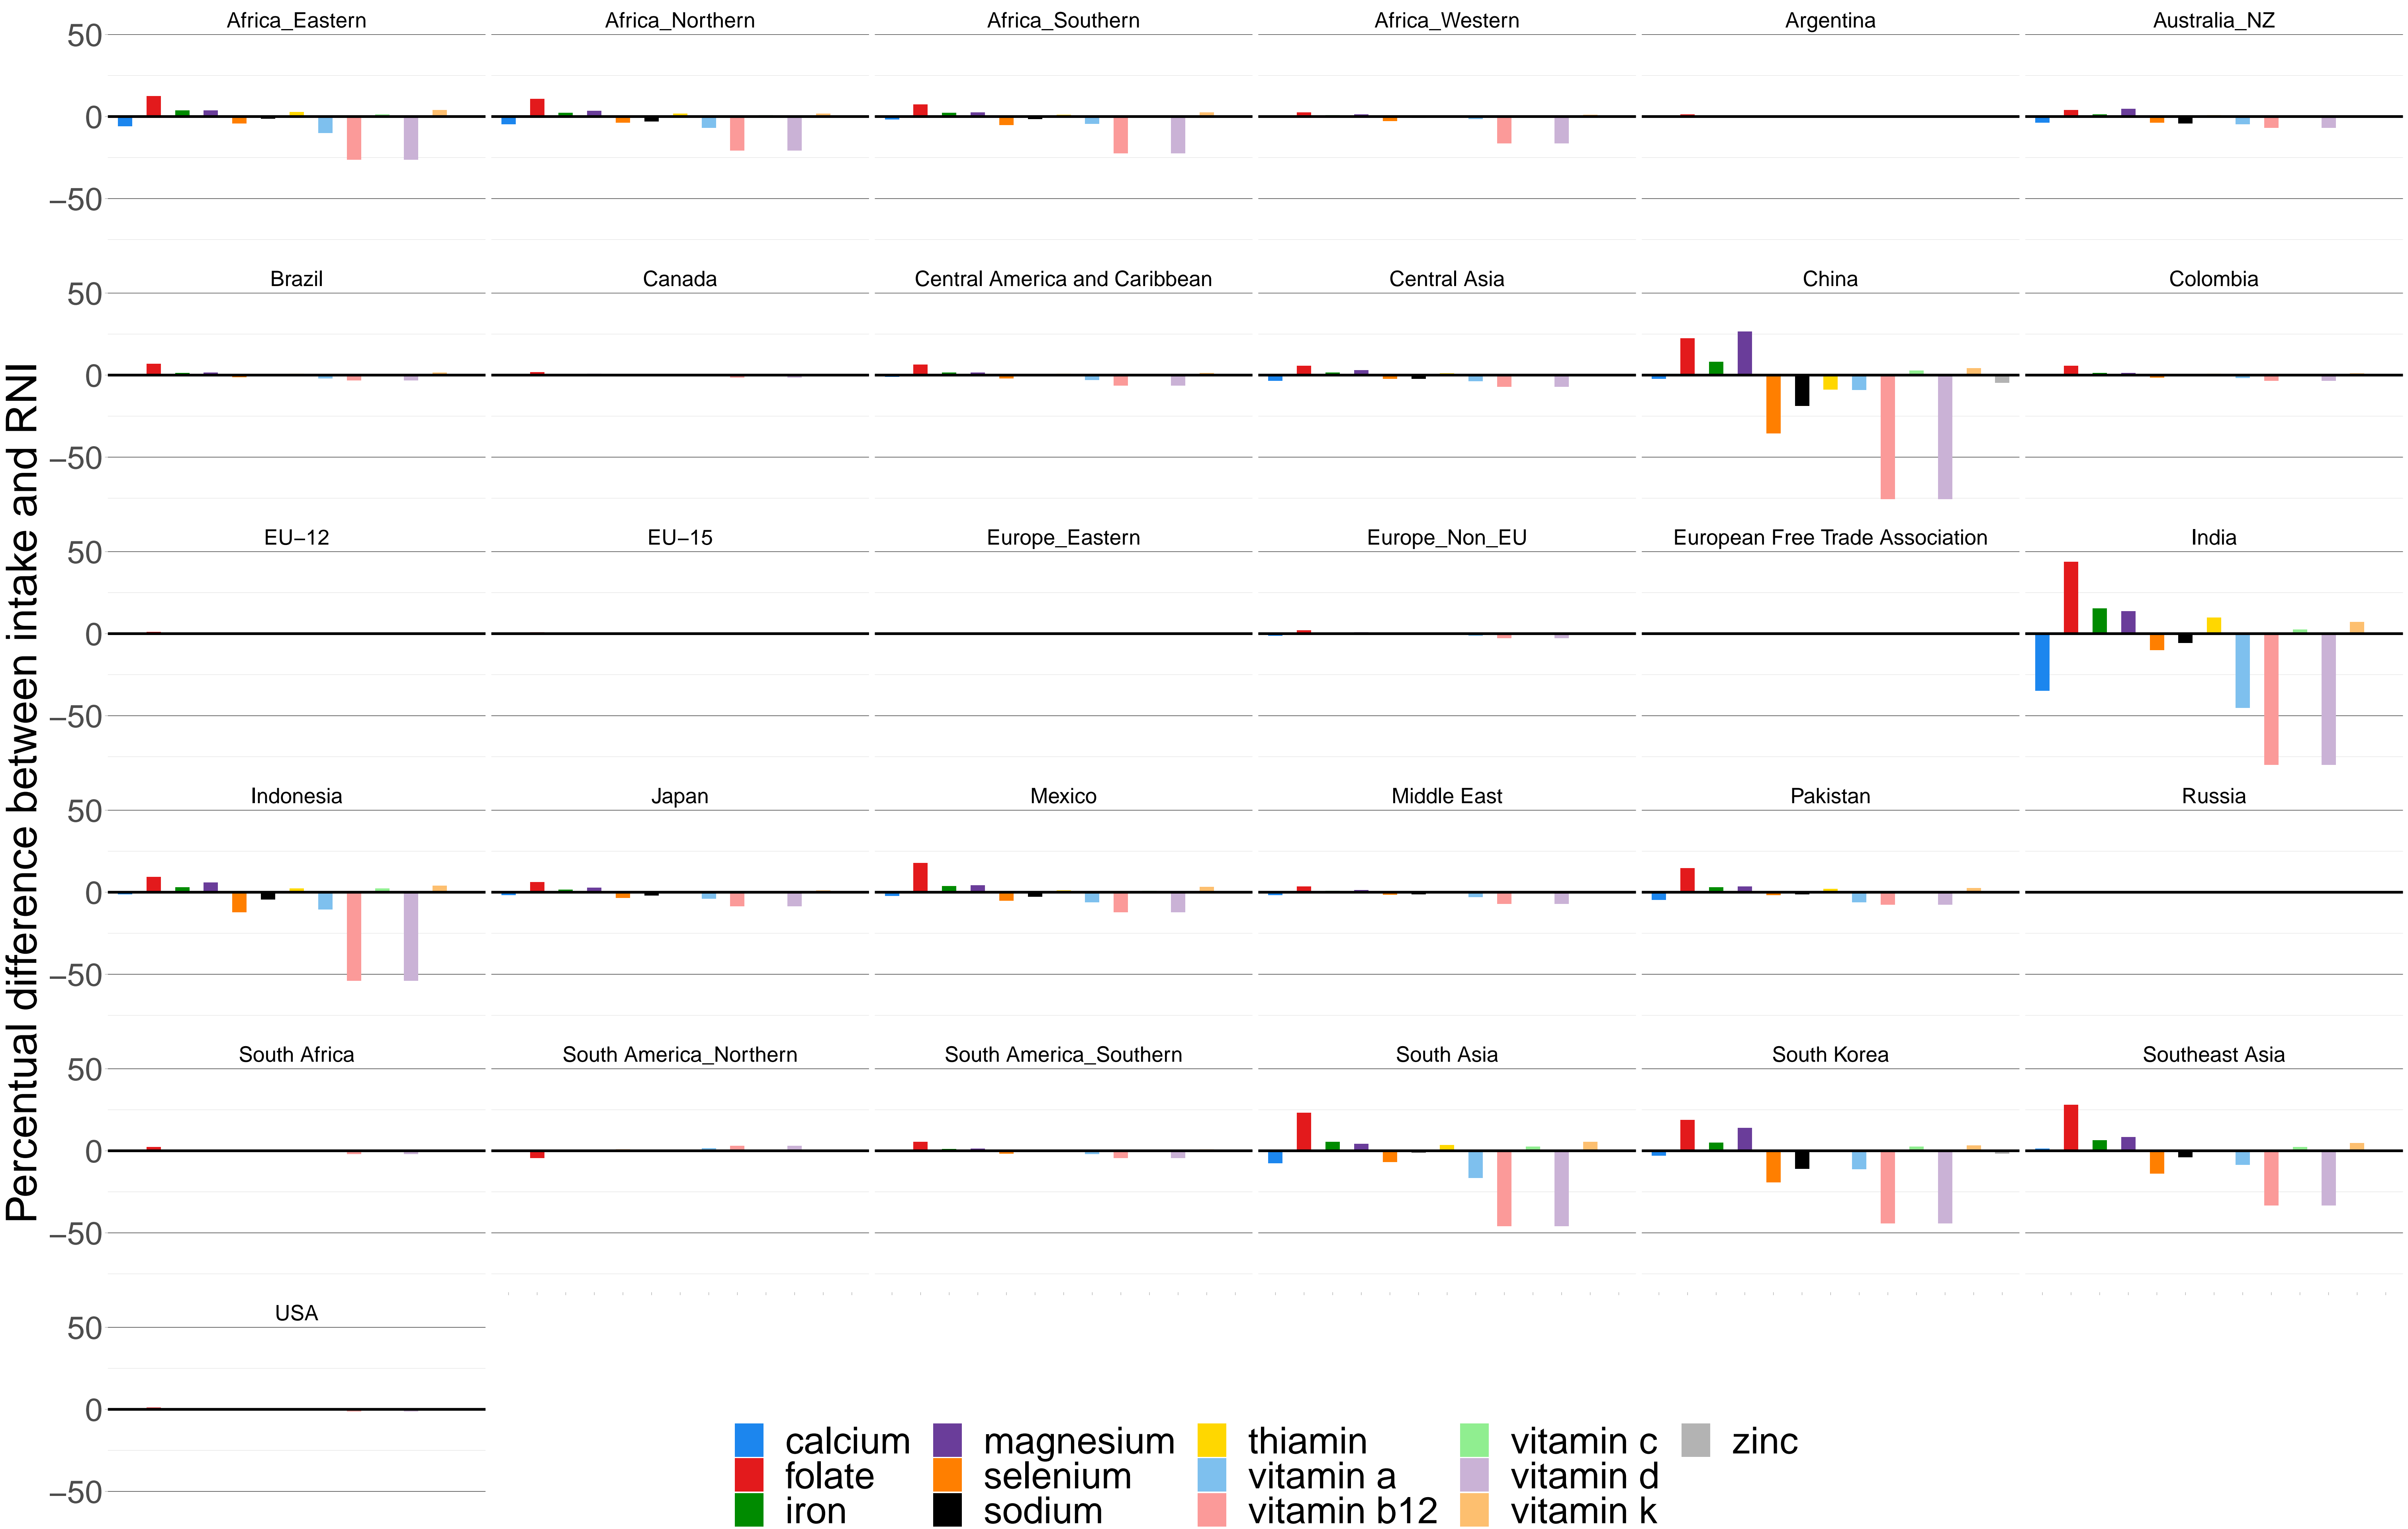 Percentual difference between intake and RNI
Africa_Eastern Africa_Northern Africa_Southern Africa_Western Argentina Australia_NZ
50
0
−50
Brazil Canada Central America and Caribbean Central Asia China Colombia
50
0
−50
EU−12 EU−15 Europe_Eastern Europe_Non_EU European Free Trade Association India
50
0
−50
Indonesia Japan Mexico Middle East Pakistan Russia
50
0
−50
South Africa South America_Northern South America_Southern South Asia South Korea Southeast Asia
50
0
−50
USA
50
0
−50
calcium magnesium thiamin vitamin c zinc
folate selenium vitamin a vitamin d
iron sodium vitamin b12 vitamin k